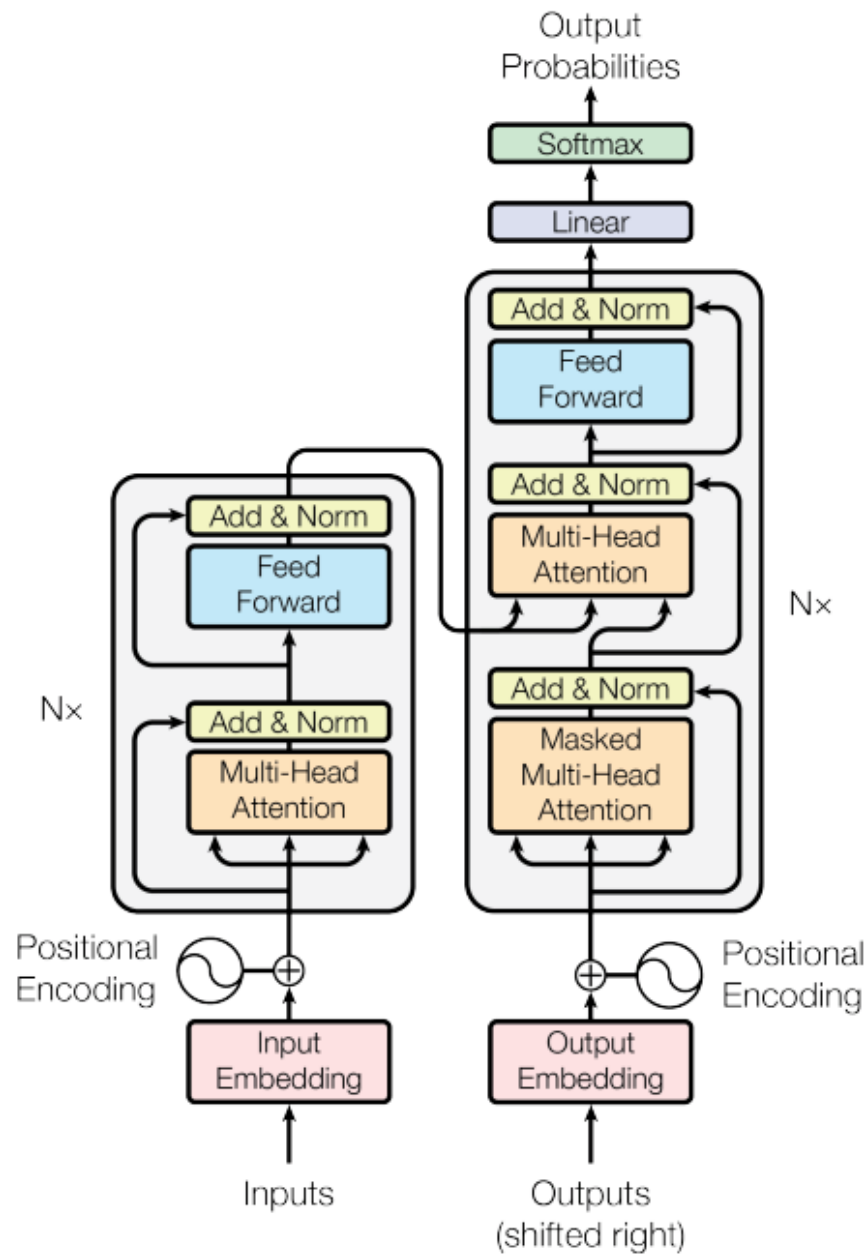 Output
Probabilities
Softmax
Linear
Add & Norm
Feed
Forward
Add & Norm
Multi-Head
Attention
Nx
Add & Norm
Masked
Multi-Head
Attention
Add & Norm
Feed
Forward
Nx
Add & Norm
Multi-Head
Attention
Positional
Encoding
Positional
Encoding
Input
Embedding
Output
Embedding
Inputs
Outputs
(shifted right)